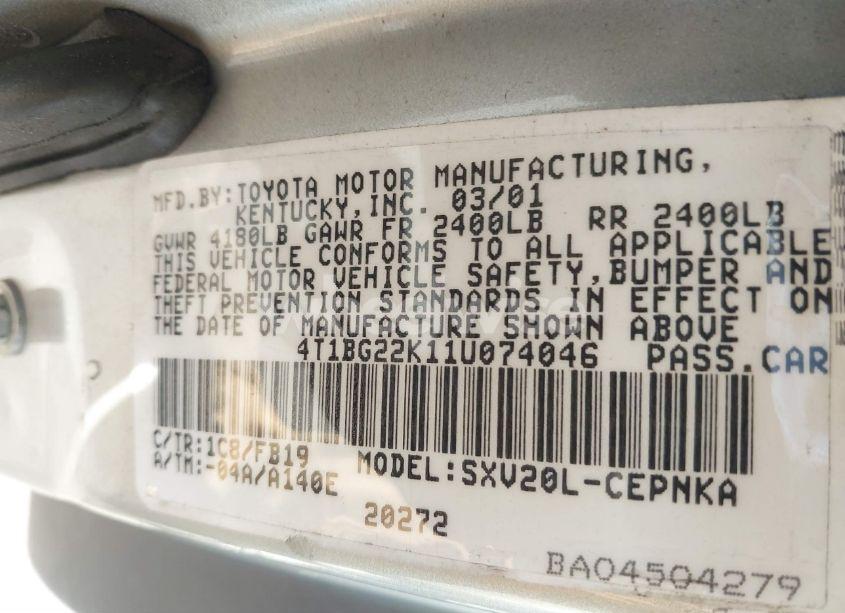 MFD.BY:TOYOTA MOTOR MANUFACTURING,
KENTUCKY,INC. 03/01
GVWR 4180LB GAWR FR 2400LB RR 2400LB
THIS VEHICLE CONFORMS TO ALL APPLICABLE
FEDERAL MOTOR VEHICLE SAFETY,BUMPER AND
THEFT PREVENTION STANDARDS IN EFFECT ON
THE DATE OF MANUFACTURE SHOWN ABOVE
4T1BG22K11U074046 PASS.CAR
C/TR:1C8/FB19
A/TM:-04A/A140E MODEL:SXV20L-CEPNKA
20272
BA04504279